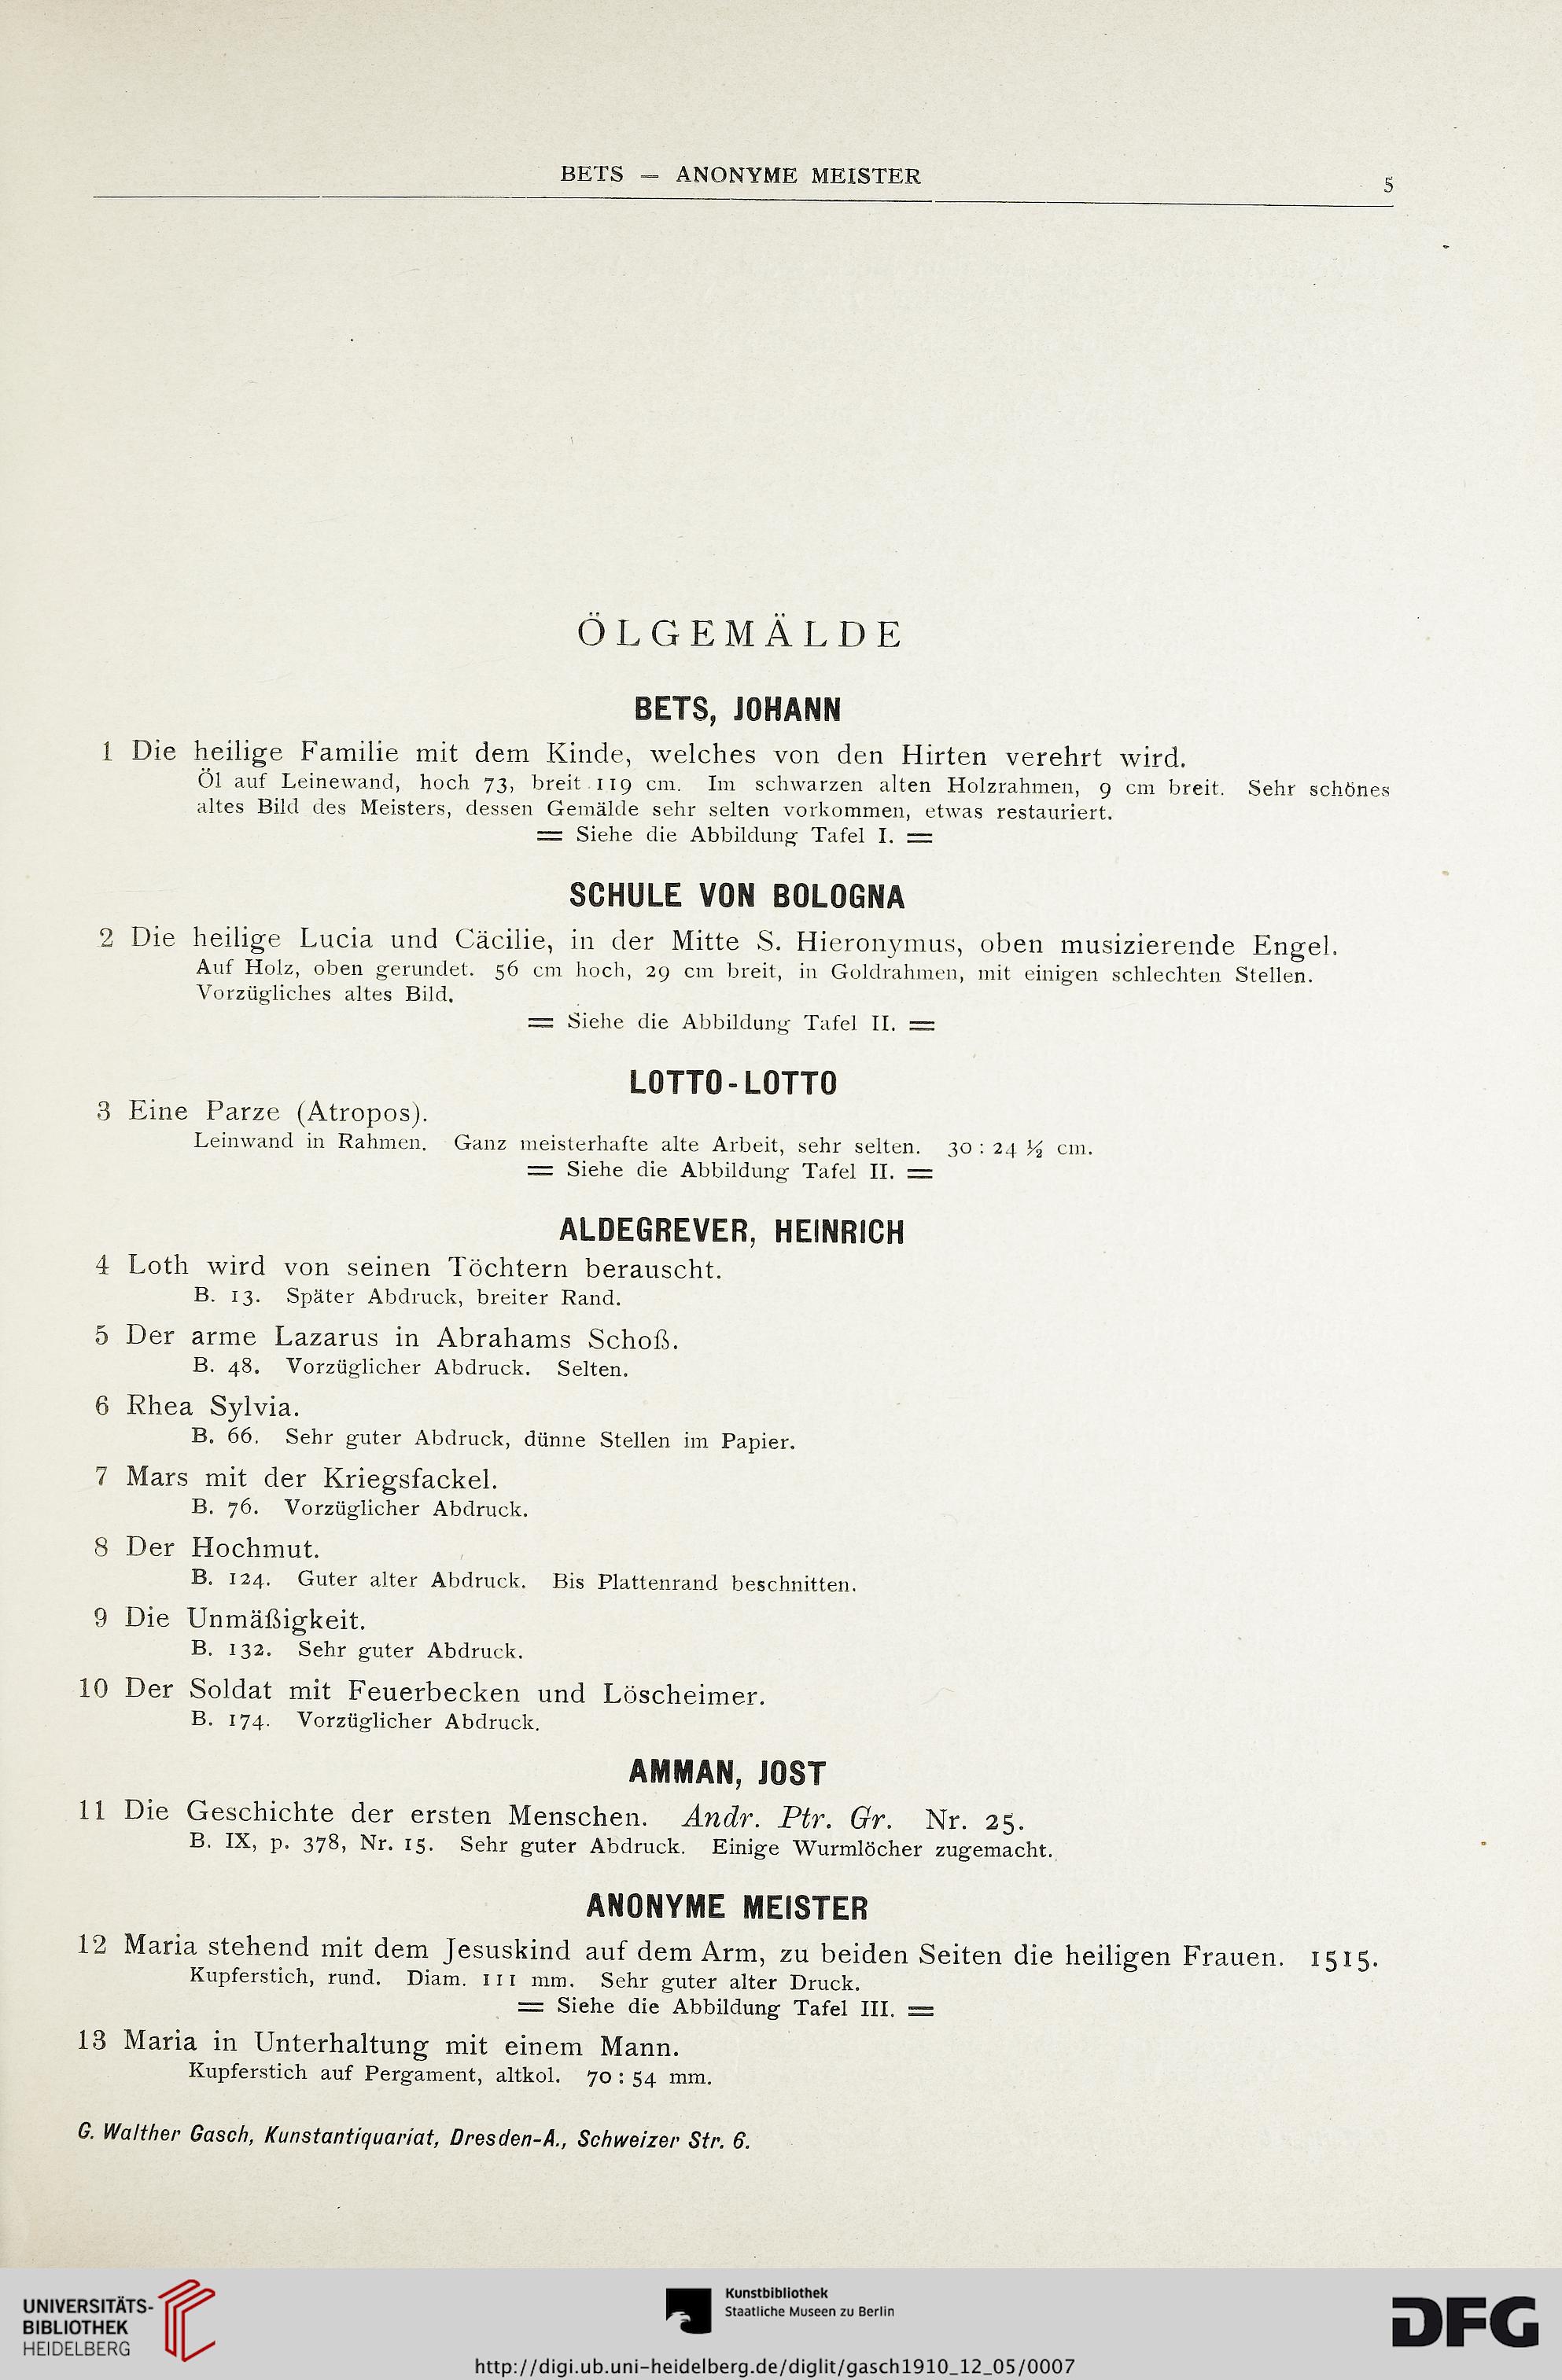 BETS — ANONYME MEISTER
5
ÖLGEMÄLDE
BETS, JOHANN
1 Die heilige Familie mit dem Kinde, welches von den Hirten verehrt wird.
Öl auf Leinewand, hoch 73, breit 119 cm. Im schwarzen alten Holzrahmen, 9 cm breit. Sehr schönes
altes Bild des Meisters, dessen Gemälde sehr selten vorkommen, etwas restauriert.
= Siehe die Abbildung Tafel I. =
SCHULE VON BOLOGNA
2 Die heilige Lucia und Cäcilie, in der Mitte S. Hieronymus, oben musizierende Engel.
Auf Holz, oben gerundet. 56 cm hoch, 29 cm breit, in Goldrahmen, mit einigen schlechten Stellen.
Vorzügliches altes Bild.
= Siehe die Abbildung Tafel II. =
LOTTO-LOTTO
3 Eine Parze (Atropos).
Leinwand in Rahmen. Ganz meisterhafte alte Arbeit, sehr selten. 30 : 24 ½ cm.
= Siehe die Abbildung Tafel II. =
ALDEGREVER, HEINRICH
4 Loth wird von seinen Töchtern berauscht.
B. 13. Später Abdruck, breiter Rand.
5 Der arme Lazarus in Abrahams Schoß.
B. 48. Vorzüglicher Abdruck. Selten.
6 Rhea Sylvia.
B. 66. Sehr guter Abdruck, dünne Stellen im Papier.
7 Mars mit der Kriegsfackel.
B. 76. Vorzüglicher Abdruck.
8 Der Hochmut.
B. 124. Guter alter Abdruck. Bis Plattenrand beschnitten.
9 Die Unmäßigkeit.
B. 132. Sehr guter Abdruck.
10 Der Soldat mit Feuerbecken und Löscheimer.
B. 174. Vorzüglicher Abdruck.
AMMAN, JOST
11 Die Geschichte der ersten Menschen. Andr. Ptr. Gr. Nr. 25.
B. IX, p. 378, Nr. 15. Sehr guter Abdruck. Einige Wurmlöcher zugemacht.
ANONYME MEISTER
12 Maria stehend mit dem Jesuskind auf dem Arm, zu beiden Seiten die heiligen Frauen. 1515.
Kupferstich, rund. Diam. 111 mm. Sehr guter alter Druck.
= Siehe die Abbildung Tafel III. =
13 Maria in Unterhaltung mit einem Mann.
Kupferstich auf Pergament, altkol. 70 : 54 mm.
G. Walther Gasch, Kunstantiquariat, Dresden-A., Schweizer Str. 6.
UNIVERSITÄTS-
BIBLIOTHEK
HEIDELBERG
Kunstbibliothek
Staatliche Museen zu Berlin
DFG
http://digi.ub.uni-heidelberg.de/diglit/gasch1910_12_05/0007